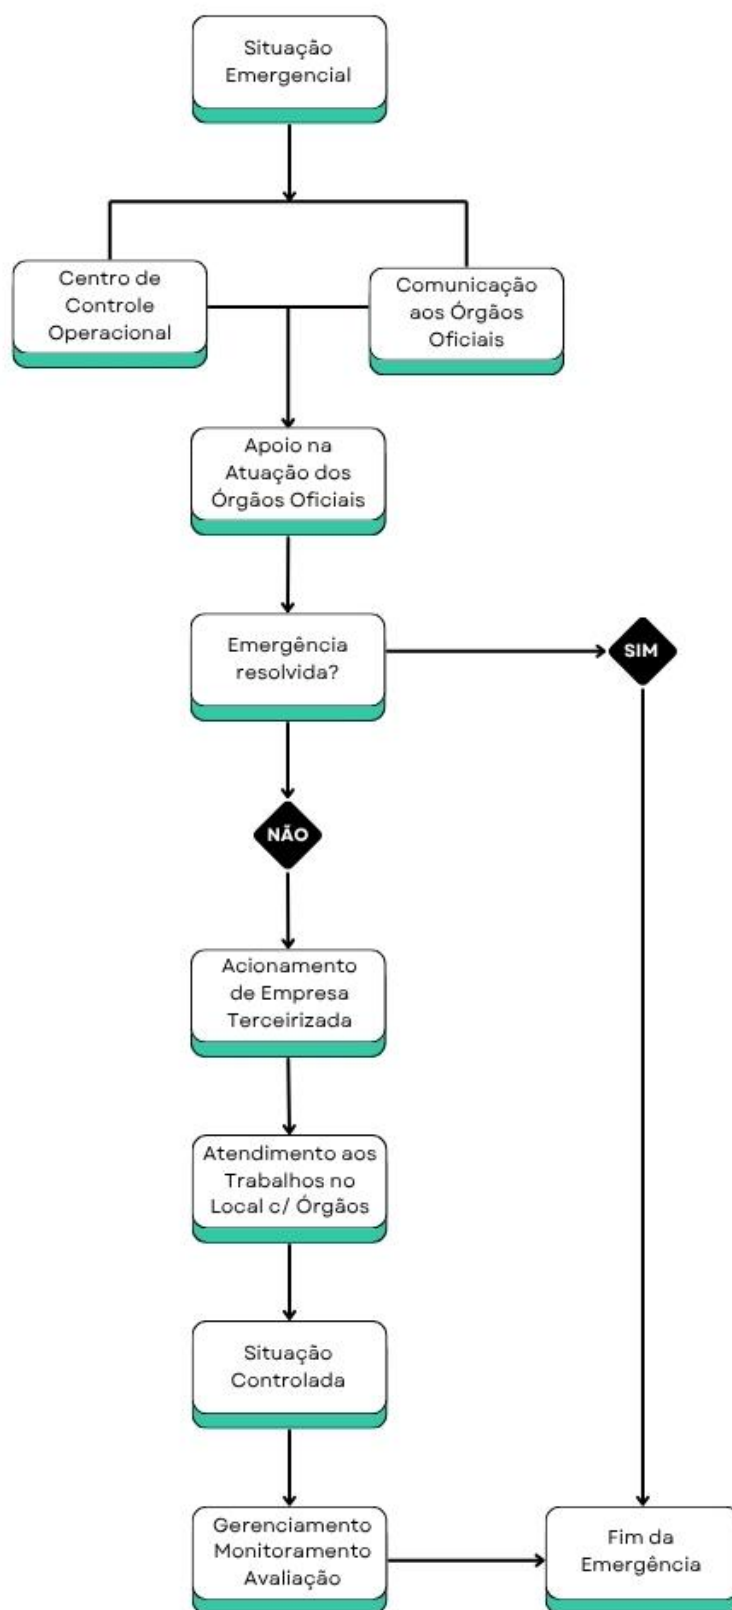 Situação
Emergencial
Centro de
Controle
Operacional
Comunicação
aos Órgãos
Oficiais
Apoio na
Atuação dos
Órgãos Oficiais
Emergência
resolvida?
SIM
NÃO
Acionamento
de Empresa
Terceirizada
Atendimento aos
Trabalhos no
Local c/ Órgãos
Situação
Controlada
Gerenciamento
Monitoramento
Avaliação
Fim da
Emergência